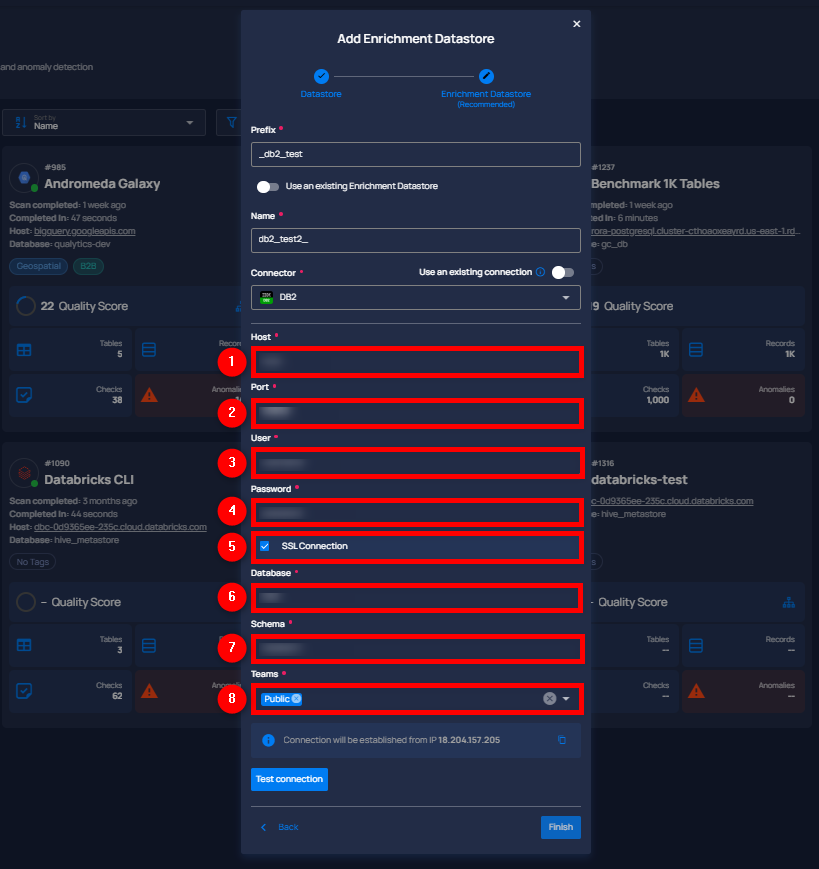 Add Enrichment Datastore
Datastore
Enrichment Datastore
(Recommended)
and anomaly detection
Sort by
Name
Prefix *
_db2_test
Use an existing Enrichment Datastore
Name *
db2_test2_
Connector *
Use an existing connection
DB2
Host *
1
Port *
2
User *
3
Password *
4
5
SSL Connection
Database *
6
Schema *
7
Teams *
8
Public
Connection will be established from IP 18.204.157.205
Test connection
Back
Finish
#985
Andromeda Galaxy
Scan completed: 1 week ago
Completed In: 47 seconds
Host: bigquery.googleapis.com
Database: qualytics-dev
Geospatial
B2B
22 Quality Score
Tables
5
Records
Checks
38
Anomalies
#1237
Benchmark 1K Tables
mpleted: 1 week ago
ed In: 6 minutes
rora-postgresql.cluster-cthoaoxeayrd.us-east-1.rd...
e: gc_db
s
9 Quality Score
Tables
1K
Records
1K
Checks
1,000
Anomalies
0
#1090
Databricks CLI
Scan completed: 3 months ago
Completed In: 44 seconds
Host: dbc-0d9365ee-235c.cloud.databricks.com
Database: hive_metastore
No Tags
– Quality Score
Tables
3
Checks
62
#1316
databricks-test
bc-0d9365ee-235c.cloud.databricks.com
e: hive_metastore
s
- Quality Score
Tables
--
Records
--
Checks
--
Anomalies
--